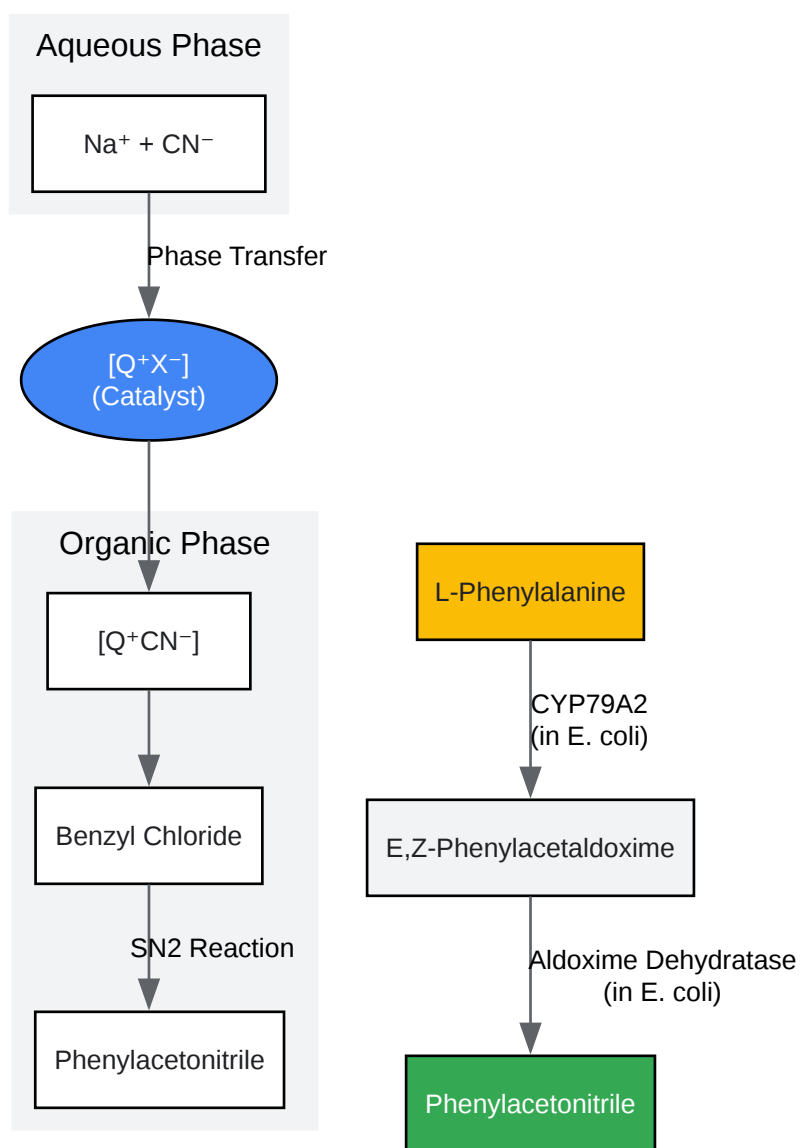 Aqueous Phase
Na⁺ + CN⁻
Phase Transfer
[Q⁺X⁻]
(Catalyst)
Organic Phase
[Q⁺CN⁻]
Benzyl Chloride
SN2 Reaction
Phenylacetonitrile
L-Phenylalanine
CYP79A2
(in E. coli)
E,Z-Phenylacetaldoxime
Aldoxime Dehydratase
(in E. coli)
Phenylacetonitrile